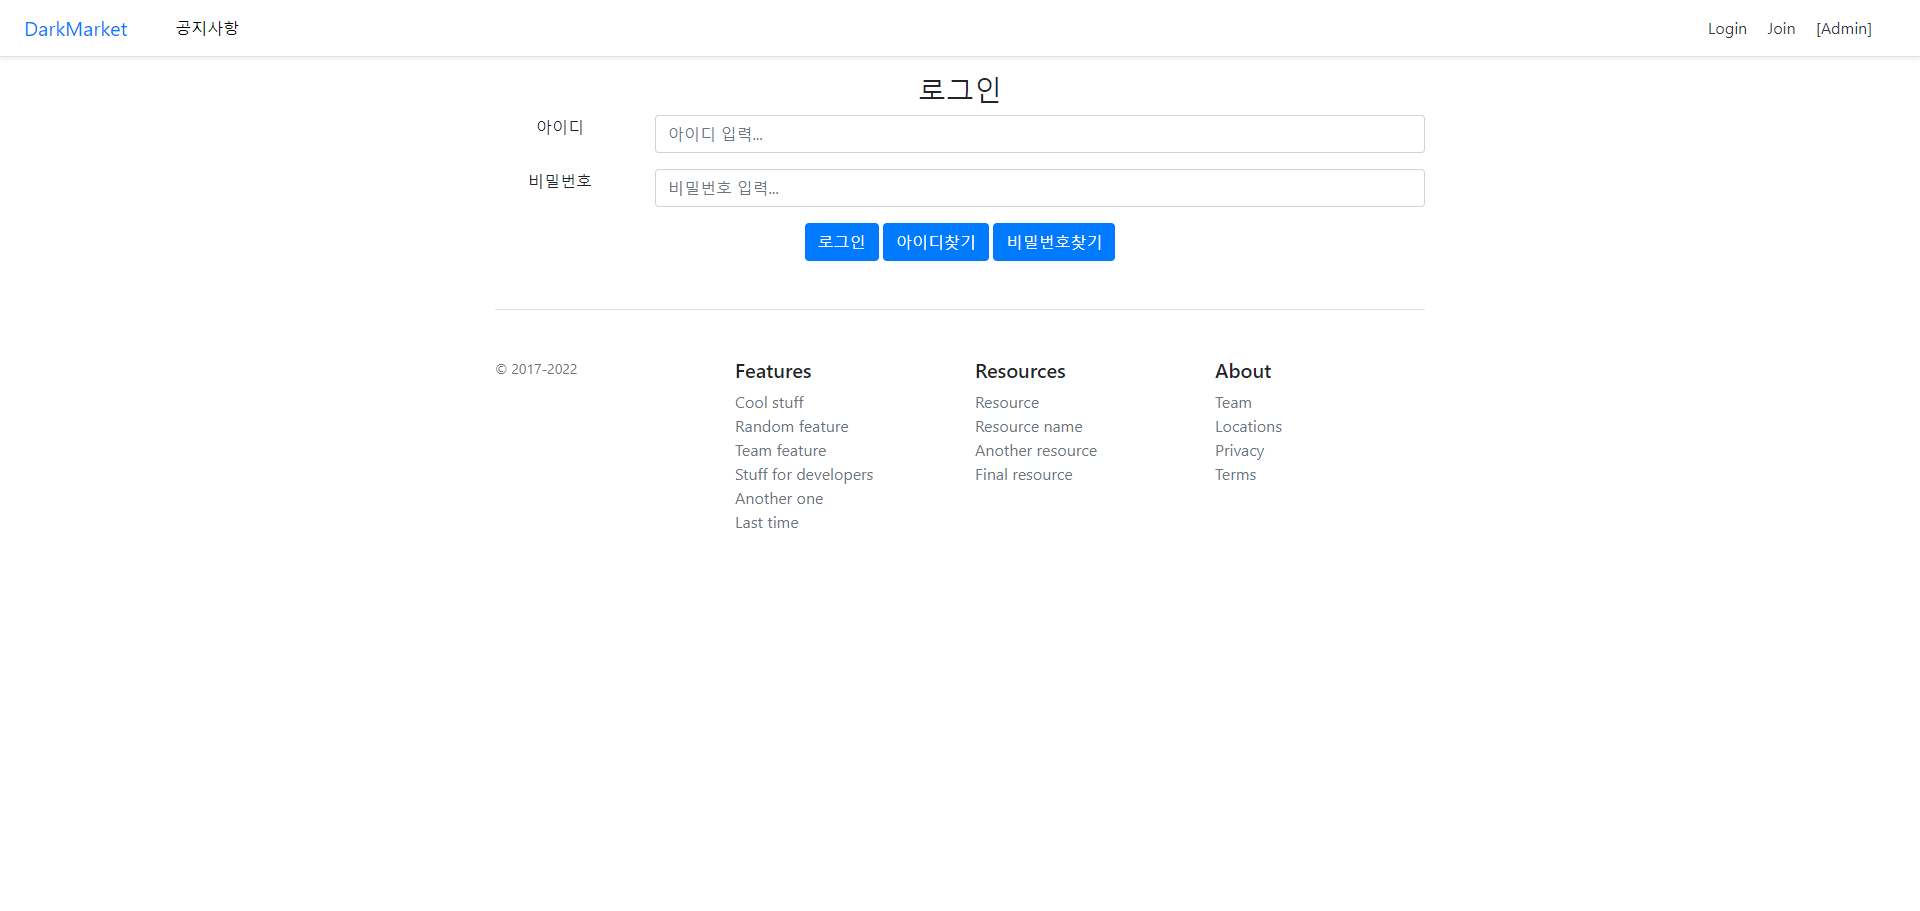 DarkMarket 공지사항 Login Join [Admin]
로그인
아이디 아이디 입력...
비밀번호 비밀번호 입력...
로그인 아이디찾기 비밀번호찾기
© 2017-2022
Features
Cool stuff
Random feature
Team feature
Stuff for developers
Another one
Last time
Resources
Resource
Resource name
Another resource
Final resource
About
Team
Locations
Privacy
Terms